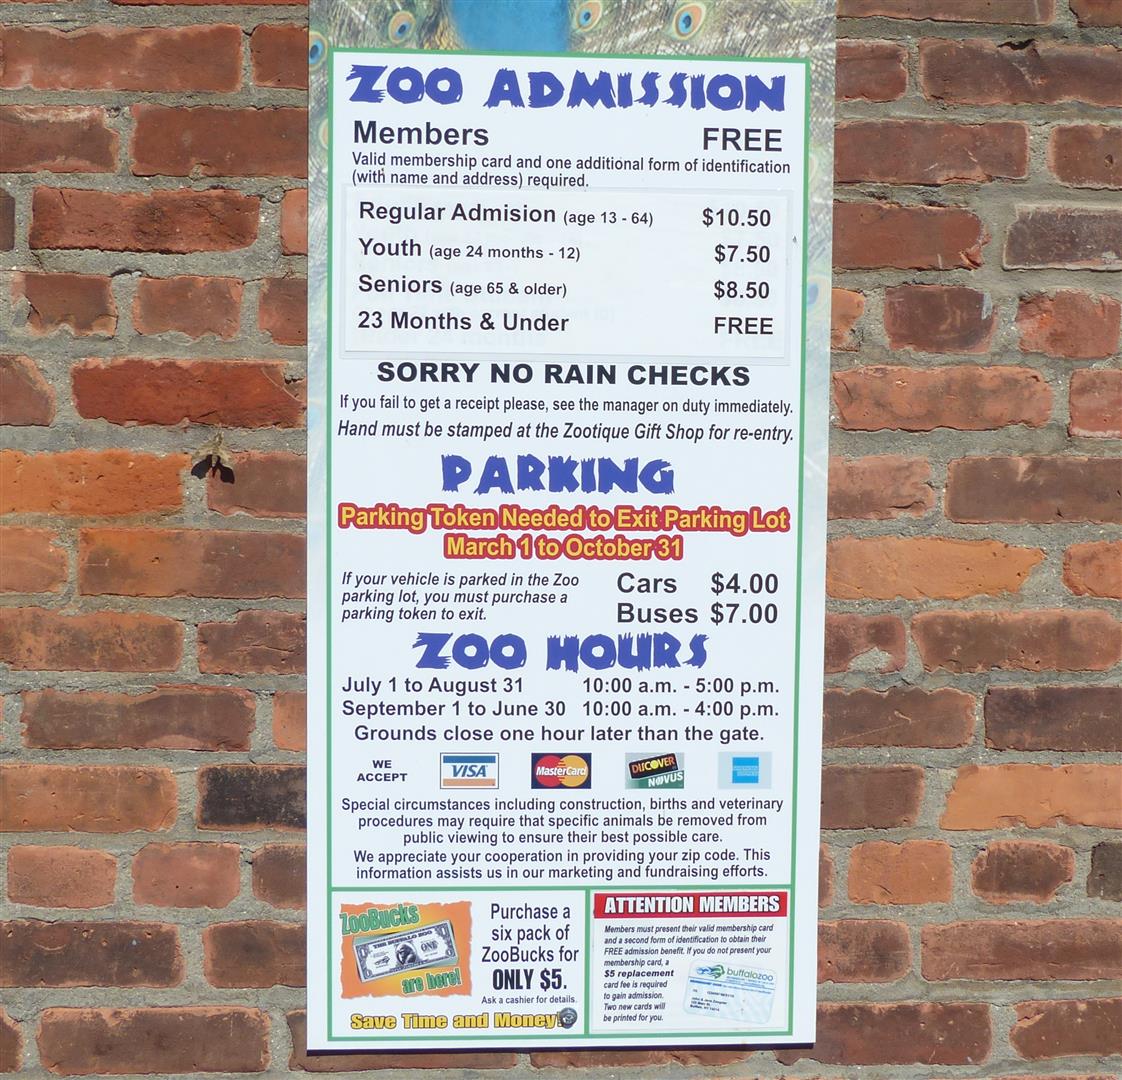 ZOO ADMISSION
Members FREE
Valid membership card and one additional form of identification
(with name and address) required.
Regular Admision (age 13 - 64) $10.50
Youth (age 24 months - 12) $7.50
Seniors (age 65 & older) $8.50
23 Months & Under FREE
SORRY NO RAIN CHECKS
If you fail to get a receipt please, see the manager on duty immediately.
Hand must be stamped at the Zootique Gift Shop for re-entry.
PARKING
Parking Token Needed to Exit Parking Lot
March 1 to October 31
If your vehicle is parked in the Zoo
parking lot, you must purchase a
parking token to exit.
Cars $4.00
Buses $7.00
ZOO HOURS
July 1 to August 31 10:00 a.m. - 5:00 p.m.
September 1 to June 30 10:00 a.m. - 4:00 p.m.
Grounds close one hour later than the gate.
WE
ACCEPT
VISA
MasterCard
DISCOVER
NOVUS
Special circumstances including construction, births and veterinary
procedures may require that specific animals be removed from
public viewing to ensure their best possible care.
We appreciate your cooperation in providing your zip code. This
information assists us in our marketing and fundraising efforts.
ZooBucks
THE BUFFALO ZOO
ONE
are here!
Purchase a
six pack of
ZooBucks for
ONLY $5.
Ask a cashier for details.
Save Time and Money!
ATTENTION MEMBERS
Members must present their valid membership card
and a second form of identification to obtain their
FREE admission benefit. If you do not present your
membership card, a
$5 replacement
card fee is required
to gain admission.
Two new cards will
be printed for you.
buffalozoo